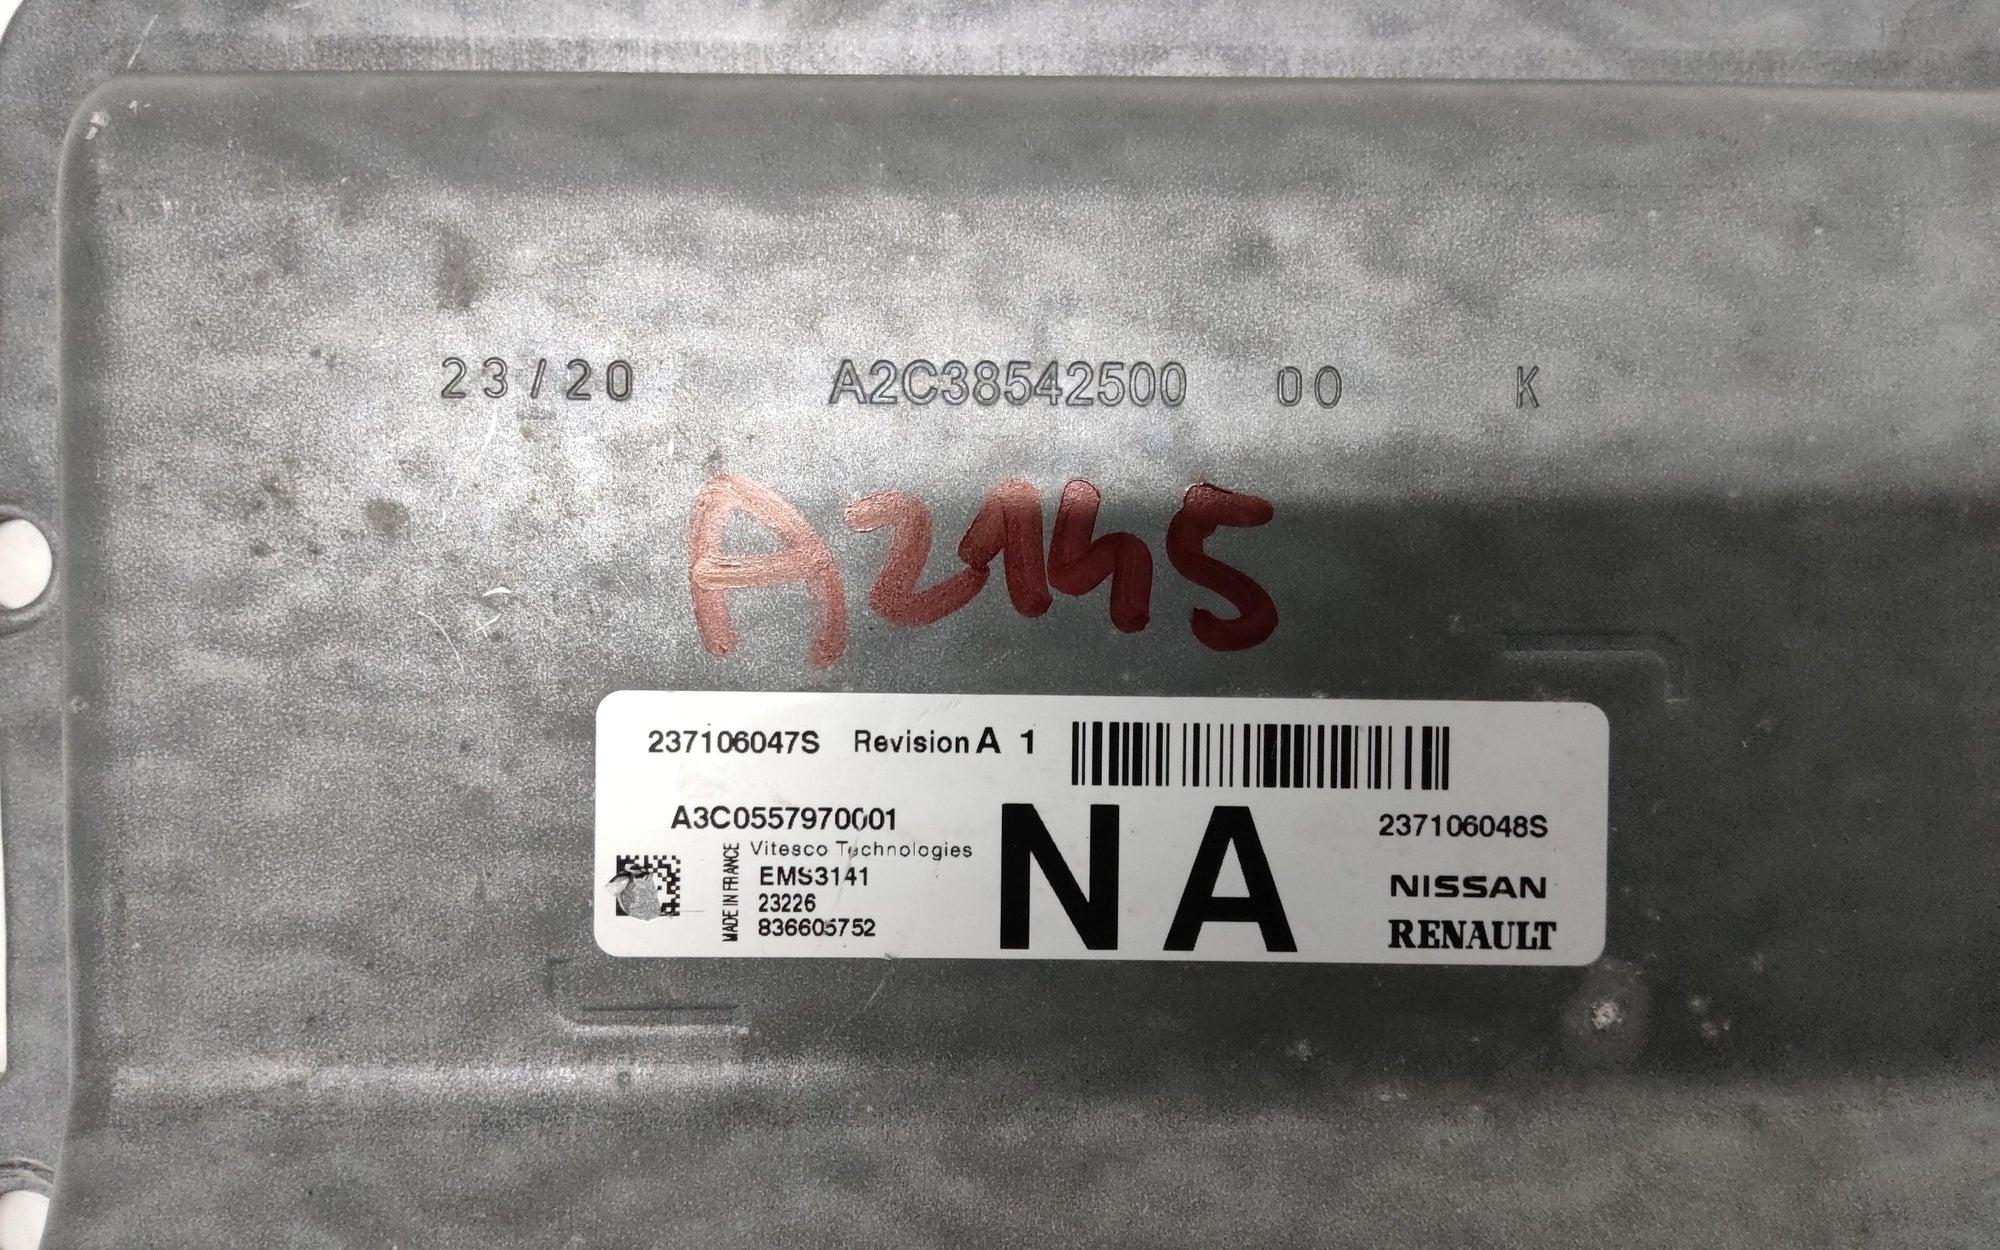 23/20 A2C38542500 00 K
A2145
237106047S Revision A 1
A3C0557970001
237106048S
Vitesco Technologies
MADE IN FRANCE
EMS3141
23226
836605752
NA
NISSAN
RENAULT